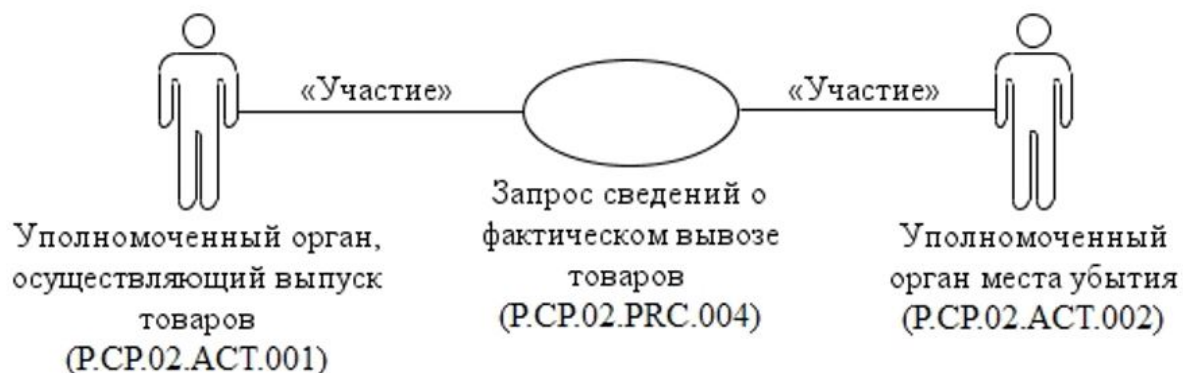 «Участие»
«Участие»
Уполномоченный орган,
осуществляющий выпуск
товаров
(P.CP.02.ACT.001)
Запрос сведений о
фактическом вывозе
товаров
(P.CP.02.PRC.004)
Уполномоченный
орган места убытия
(P.CP.02.ACT.002)